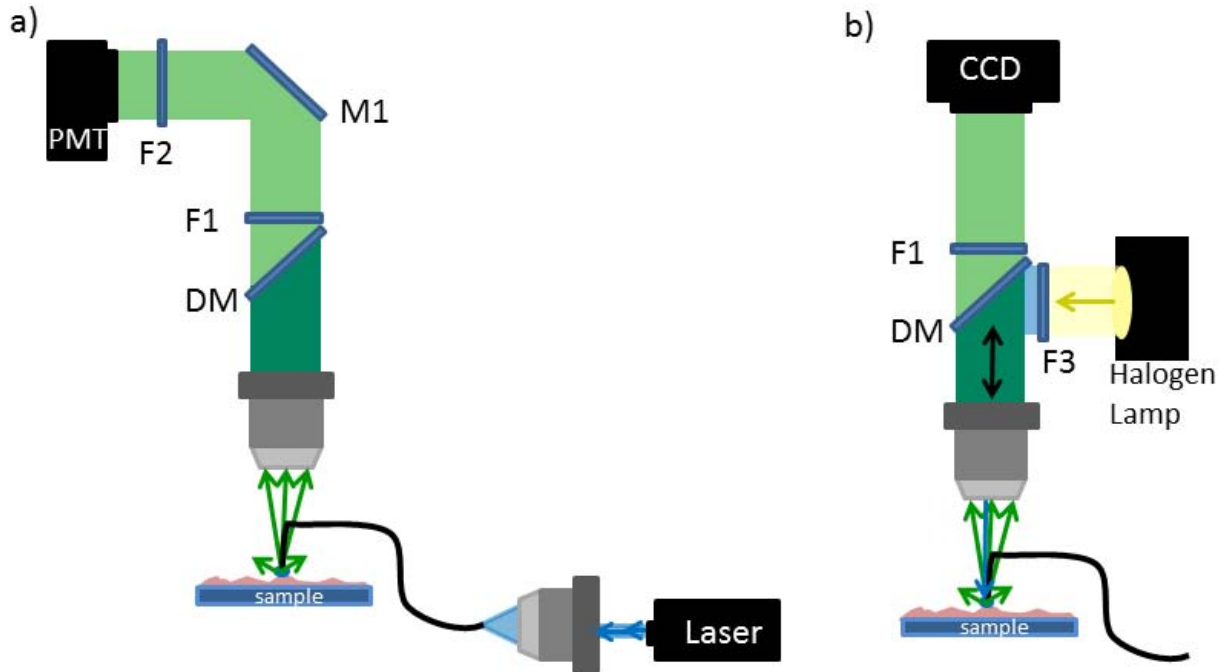 a)
PMT
F2
M1
F1
DM
sample
Laser
b)
CCD
F1
DM
F3
Halogen
Lamp
sample